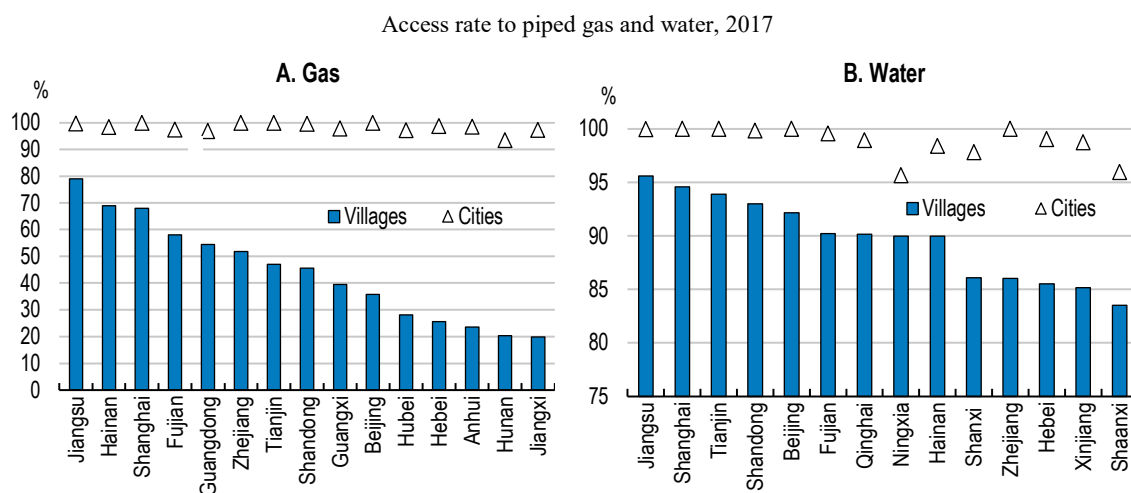 Access rate to piped gas and water, 2017
A. Gas
%
100
90
80
70
60
50
40
30
20
10
0
Villages
Cities
Jiangsu
Hainan
Shanghai
Fujian
Guangdong
Zhejiang
Tianjin
Shandong
Guangxi
Beijing
Hubei
Hebei
Anhui
Hunan
Jiangxi
B. Water
%
100
95
90
85
80
75
Villages
Cities
Jiangsu
Shanghai
Tianjin
Shandong
Beijing
Fujian
Qinghai
Ningxia
Hainan
Shanxi
Zhejiang
Hebei
Xinjiang
Shaanxi